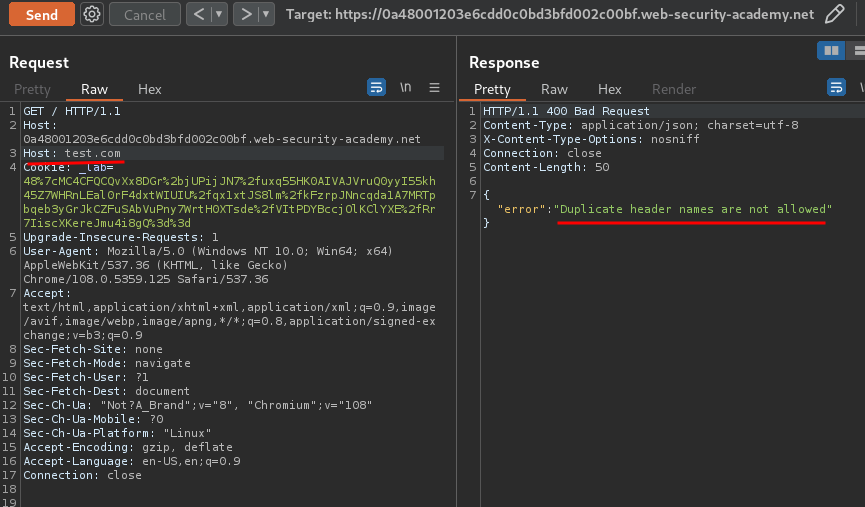 Send Cancel < > Target: https://0a48001203e6cdd0c0bd3bfd002c00bf.web-security-academy.net
Request
Pretty Raw Hex \n
1 GET / HTTP/1.1
2 Host:
0a48001203e6cdd0c0bd3bfd002c00bf.web-security-academy.net
3 Host: test.com
4 Cookie: _lab=
48%7cMC4CFQCQvXx8DGr%2bjUPijJN7%2fuxq55HK0AIVAJVruQOyyI55kh
45Z7WHRnLEalOrF4dxtWIUIU%2fqx1xtJS8lm%2fkFzrpJNncqda1A7MRTp
bqeb3yGrJkCZFuSAbVuPny7WrtH0XTsde%2fVItPDYBccjOlKClYXE%2fRr
7IiscXKereJmu4i8gQ%3d%3d
5 Upgrade-Insecure-Requests: 1
6 User-Agent: Mozilla/5.0 (Windows NT 10.0; Win64; x64)
AppleWebKit/537.36 (KHTML, like Gecko)
Chrome/108.0.5359.125 Safari/537.36
7 Accept:
text/html,application/xhtml+xml,application/xml;q=0.9,image
/avif,image/webp,image/apng,*/*;q=0.8,application/signed-ex
change;v=b3;q=0.9
8 Sec-Fetch-Site: none
9 Sec-Fetch-Mode: navigate
10 Sec-Fetch-User: ?1
11 Sec-Fetch-Dest: document
12 Sec-Ch-Ua: "Not?A_Brand";v="8", "Chromium";v="108"
13 Sec-Ch-Ua-Mobile: ?0
14 Sec-Ch-Ua-Platform: "Linux"
15 Accept-Encoding: gzip, deflate
16 Accept-Language: en-US,en;q=0.9
17 Connection: close
18
19
Response
Pretty Raw Hex Render
1 HTTP/1.1 400 Bad Request
2 Content-Type: application/json; charset=utf-8
3 X-Content-Type-Options: nosniff
4 Connection: close
5 Content-Length: 50
6
7 {
"error":"Duplicate header names are not allowed"
}